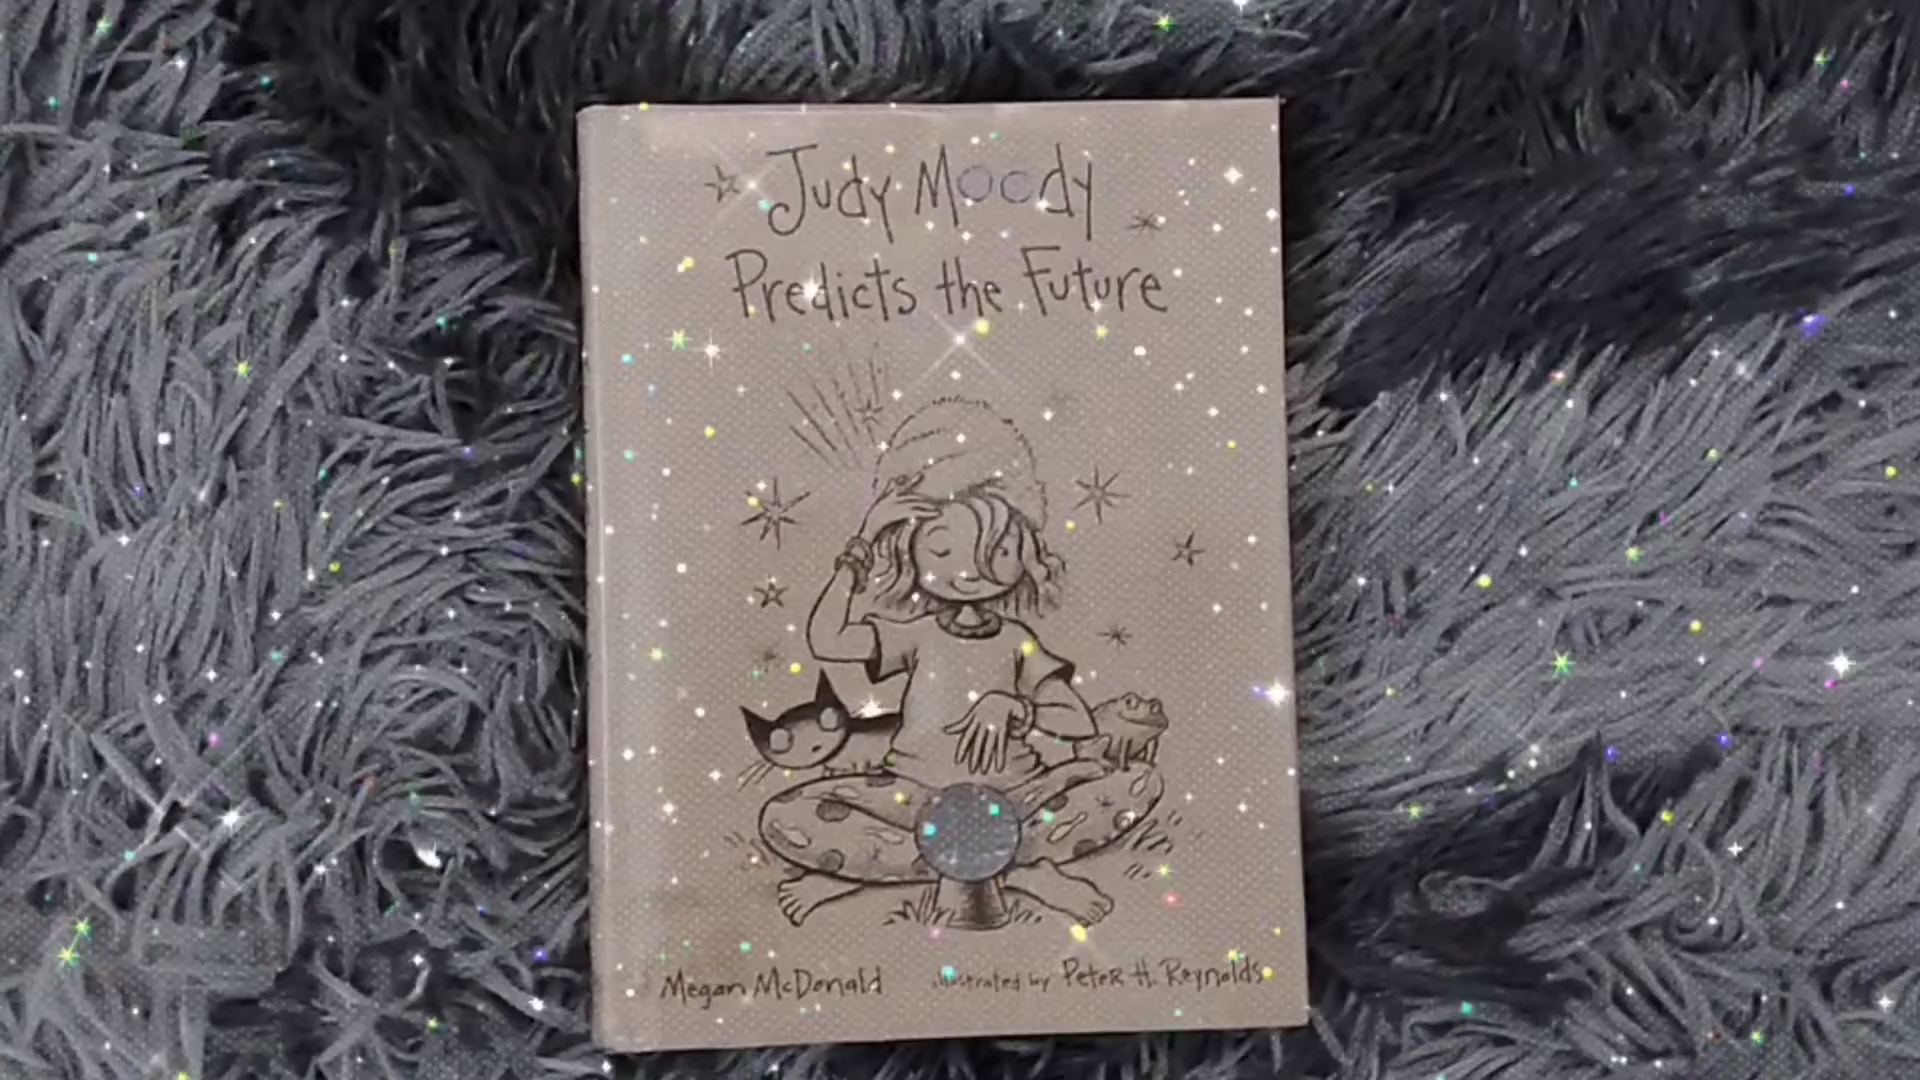 Judy Moody
Predicts the Future
Megan McDonald
illustrated by Peter H. Reynolds